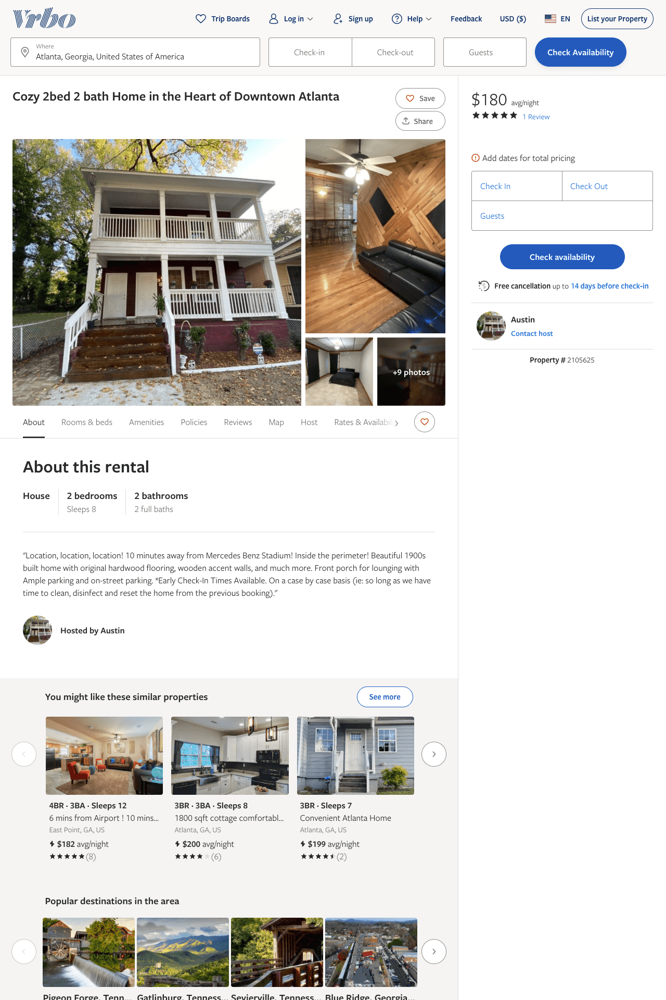 Vrbo
Trip Boards
Log in
Sign up
Help
Feedback
USD ($)
EN
List your Property
Where
Atlanta, Georgia, United States of America
Check-in
Check-out
Guests
Check Availability
Cozy 2bed 2 bath Home in the Heart of Downtown Atlanta
Save
Share
+9 photos
$180 avg/night
1 Review
Add dates for total pricing
Check In
Check Out
Guests
Check availability
Free cancellation up to 14 days before check-in
Austin
Contact host
Property # 2105625
About
Rooms & beds
Amenities
Policies
Reviews
Map
Host
Rates & Availabili
About this rental
House
2 bedrooms
Sleeps 8
2 bathrooms
2 full baths
"Location, location, location! 10 minutes away from Mercedes Benz Stadium! Inside the perimeter! Beautiful 1900s
built home with original hardwood flooring, wooden accent walls, and much more. Front porch for lounging with
Ample parking and on-street parking. *Early Check-In Times Available. On a case by case basis (ie: so long as we have
time to clean, disinfect and reset the home from the previous booking)."
Hosted by Austin
You might like these similar properties
See more
4BR · 3BA · Sleeps 12
6 mins from Airport ! 10 mins...
East Point, GA, US
$182 avg/night
(8)
3BR · 3BA · Sleeps 8
1800 sqft cottage comfortabl...
Atlanta, GA, US
$200 avg/night
(6)
3BR · Sleeps 7
Convenient Atlanta Home
Atlanta, GA, US
$199 avg/night
(2)
Popular destinations in the area
Pigeon Forge, Tenn...
Gatlinburg, Tenness...
Sevierville, Tenness...
Blue Ridge, Georgia...